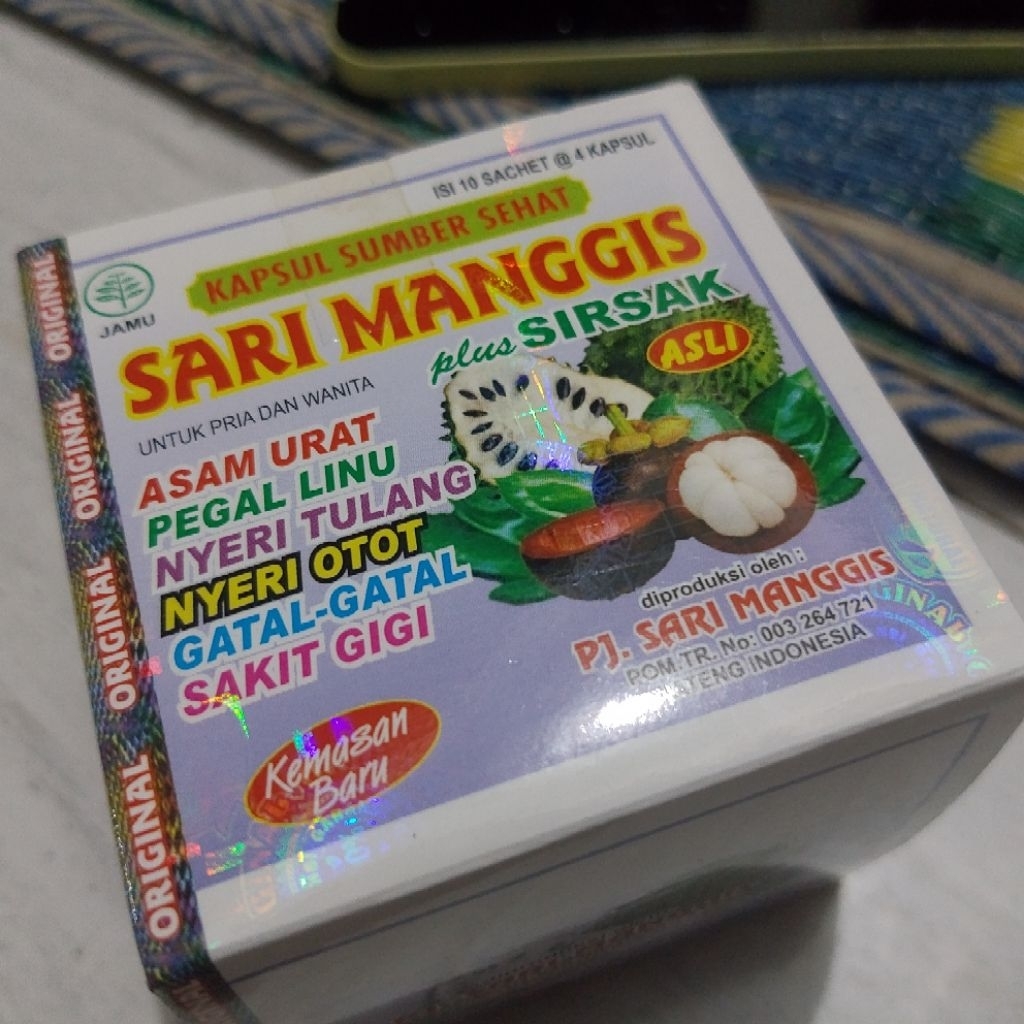 ISI 10 SACHET @ 4 KAPSUL
KAPSUL SUMBER SEHAT
JAMU
SARI MANGGIS
plus SIRSAK
ASLI
UNTUK PRIA DAN WANITA
ASAM URAT
PEGAL LINU
NYERI TULANG
NYERI OTOT
GATAL-GATAL
SAKIT GIGI
diproduksi oleh :
PJ. SARI MANGGIS
POM.TR. No: 003 264 721
INDONESIA
Kemasan
Baru
ORIGINAL
ORIGINAL
ORIGINAL
ORIGINAL